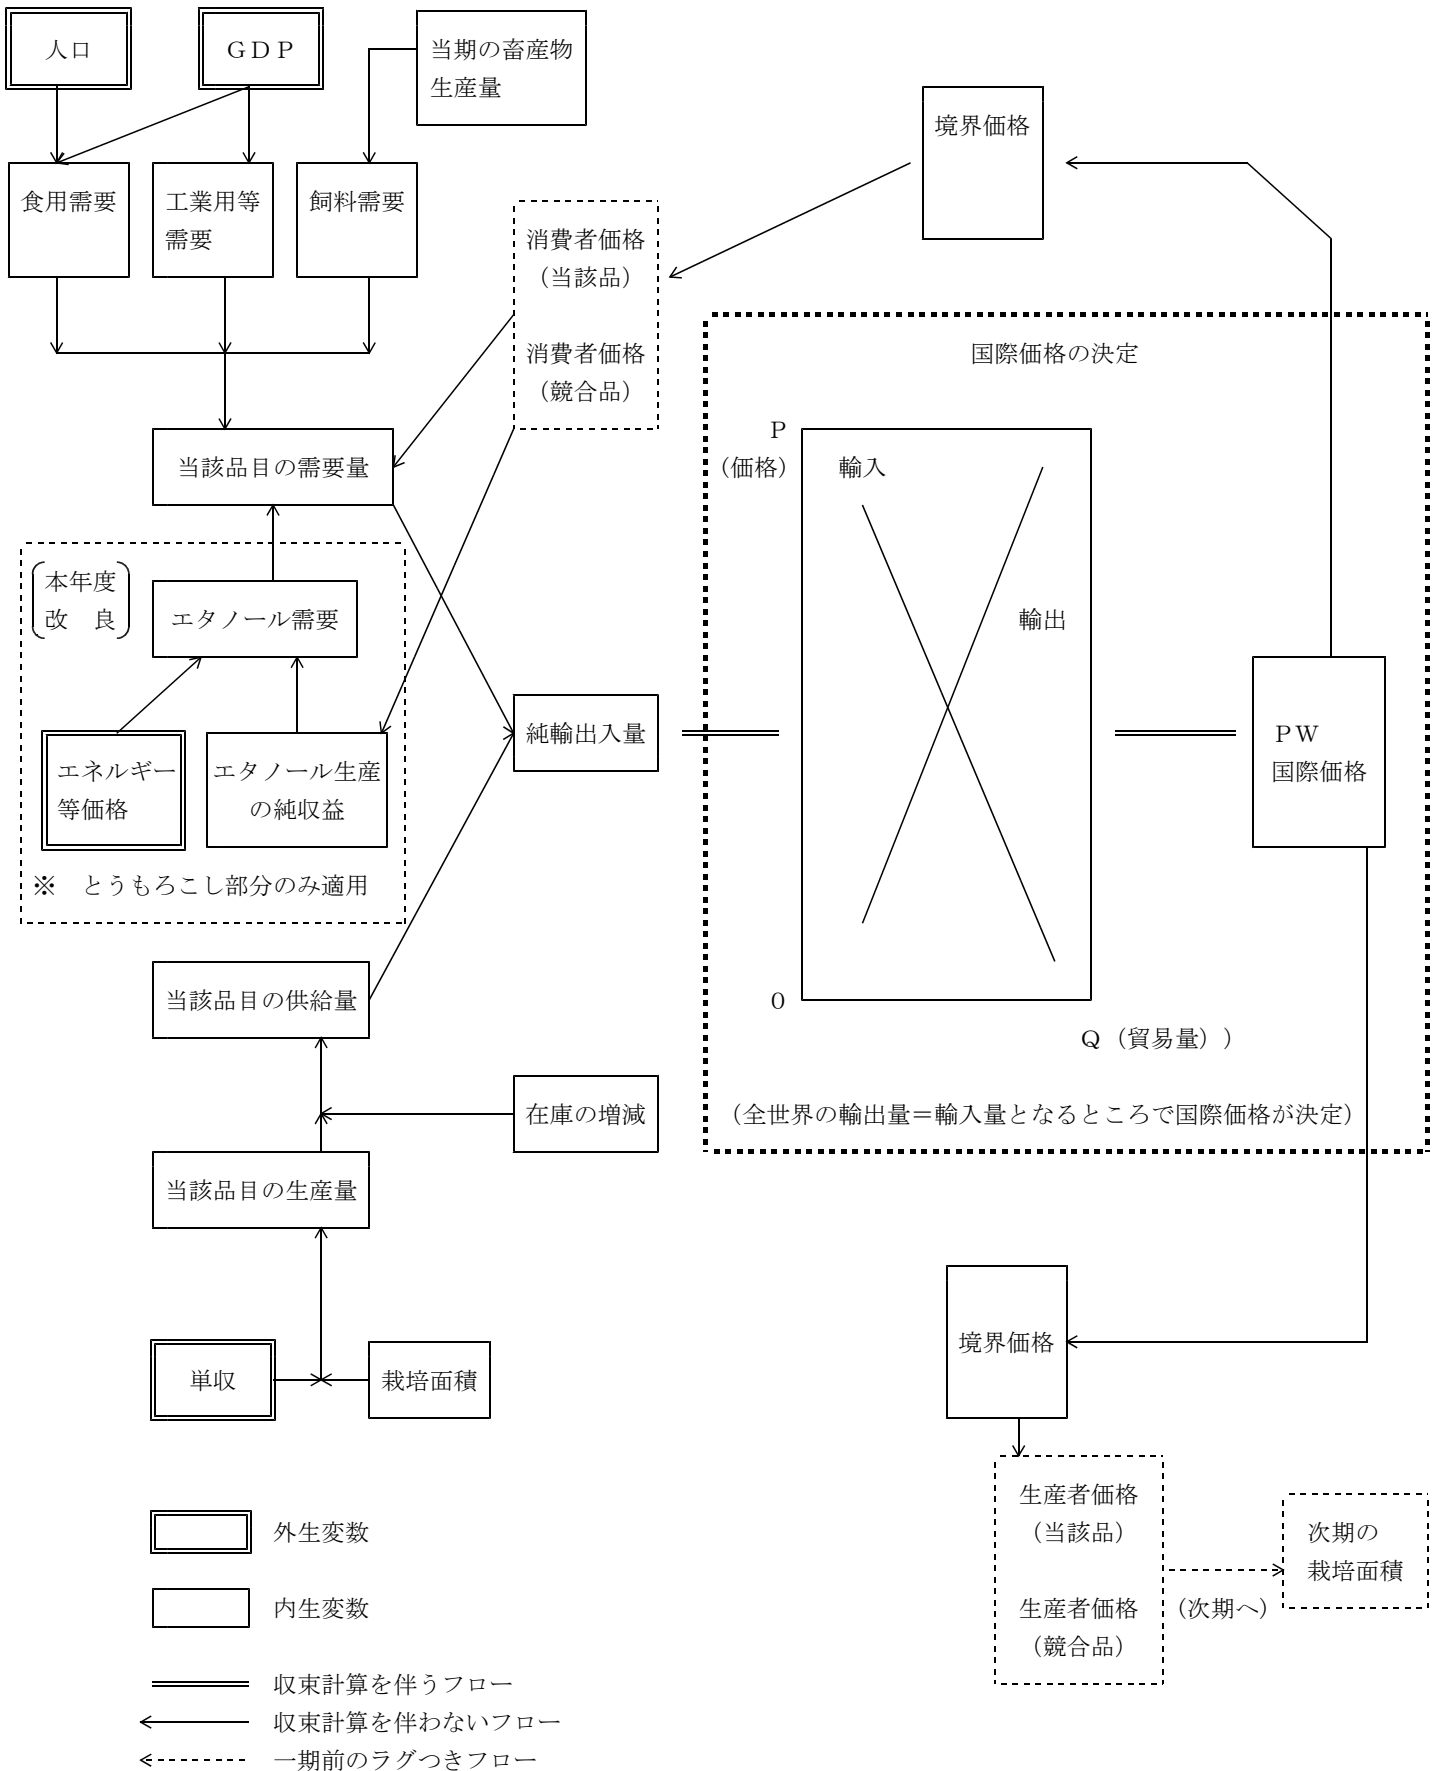 人口
ＧＤＰ
当期の畜産物
生産量
境界価格
食用需要
工業用等
需要
飼料需要
消費者価格
（当該品）
消費者価格
（競合品）
国際価格の決定
Ｐ
（価格）
輸入
輸出
当該品目の需要量
本年度
改　良
エタノール需要
エネルギー
等価格
エタノール生産
の純収益
※　とうもろこし部分のみ適用
純輸出入量
ＰＷ
国際価格
当該品目の供給量
０
Ｑ（貿易量））
（全世界の輸出量＝輸入量となるところで国際価格が決定）
在庫の増減
当該品目の生産量
単収
栽培面積
境界価格
生産者価格
（当該品）
生産者価格
（競合品）
（次期へ）
次期の
栽培面積
外生変数
内生変数
収束計算を伴うフロー
収束計算を伴わないフロー
一期前のラグつきフロー